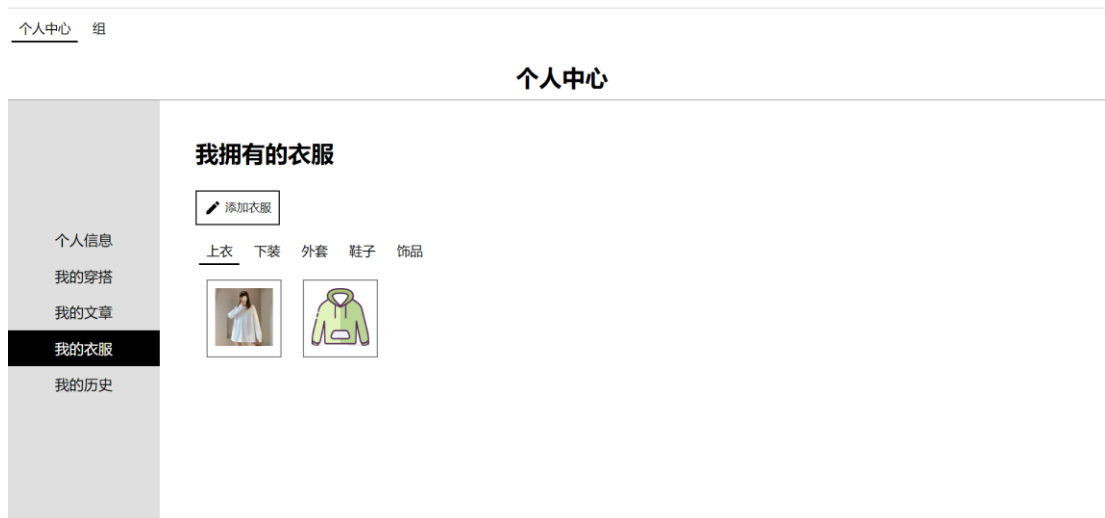 个人中心 组
个人中心
我拥有的衣服
添加衣服
上衣 下装 外套 鞋子 饰品
个人信息
我的穿搭
我的文章
我的衣服
我的历史